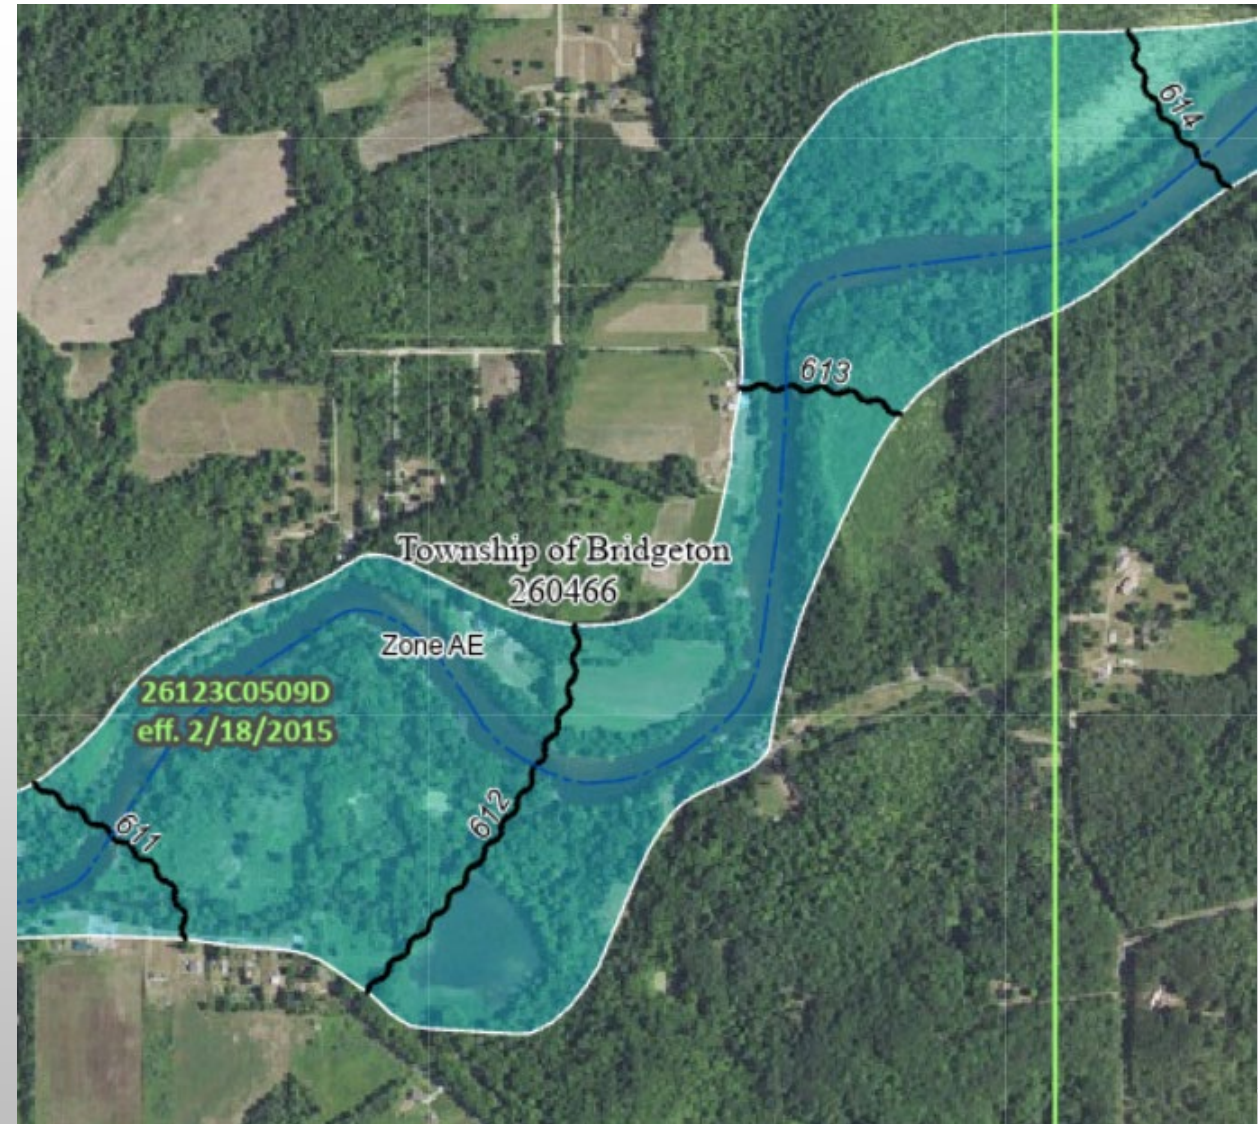 614
613
Township of Bridgeton
260466
Zone AE
26123C0509D
eff. 2/18/2015
612
611